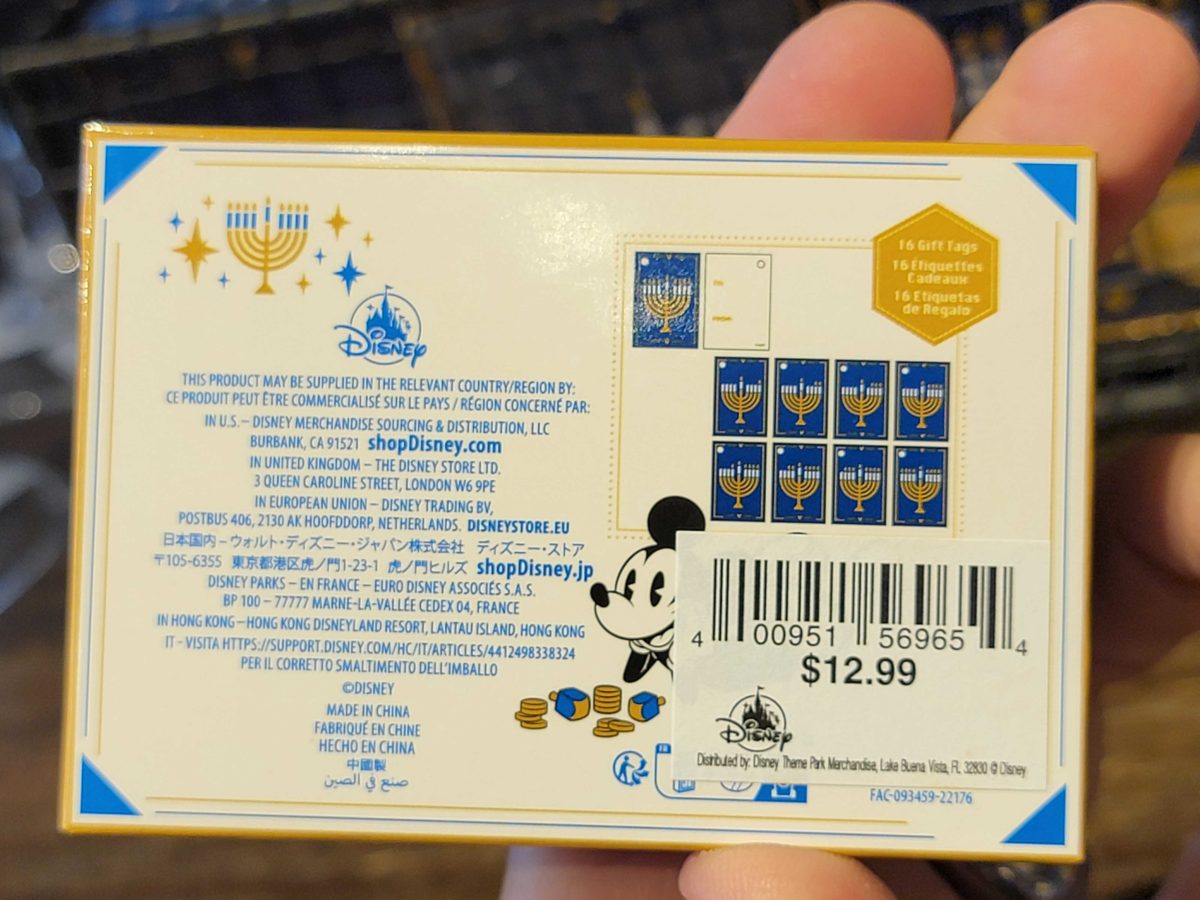 Disney
THIS PRODUCT MAY BE SUPPLIED IN THE RELEVANT COUNTRY/REGION BY:
CE PRODUIT PEUT ÊTRE COMMERCIALISÉ SUR LE PAYS / RÉGION CONCERNÉ PAR:
IN U.S. – DISNEY MERCHANDISE SOURCING & DISTRIBUTION, LLC
BURBANK, CA 91521 shopDisney.com
IN UNITED KINGDOM – THE DISNEY STORE LTD.
3 QUEEN CAROLINE STREET, LONDON W6 9PE
IN EUROPEAN UNION – DISNEY TRADING BV,
POSTBUS 406, 2130 AK HOOFDDORP, NETHERLANDS. DISNEYSTORE.EU
日本国内 – ウォルト・ディズニー・ジャパン株式会社 ディズニー・ストア
〒105-6355 東京都港区虎ノ門1-23-1 虎ノ門ヒルズ shopDisney.jp
DISNEY PARKS – EN FRANCE – EURO DISNEY ASSOCIÉS S.A.S.
BP 100 – 77777 MARNE-LA-VALLÉE CEDEX 04, FRANCE
IN HONG KONG – HONG KONG DISNEYLAND RESORT, LANTAU ISLAND, HONG KONG
IT - VISITA HTTPS://SUPPORT.DISNEY.COM/HC/IT/ARTICLES/4412498338324
PER IL CORRETTO SMALTIMENTO DELL'IMBALLO
©DISNEY
MADE IN CHINA
FABRIQUÉ EN CHINE
HECHO EN CHINA
中國製
صنع في الصين
16 Gift Tags
16 Étiquettes
Cadeaux
16 Etiquetas
de Regalo
TO:
FROM:
4 00951 56965 4
$12.99
Disney
Distributed by: Disney Theme Park Merchandise, Lake Buena Vista, FL 32830 © Disney
FR
FAC-093459-22176